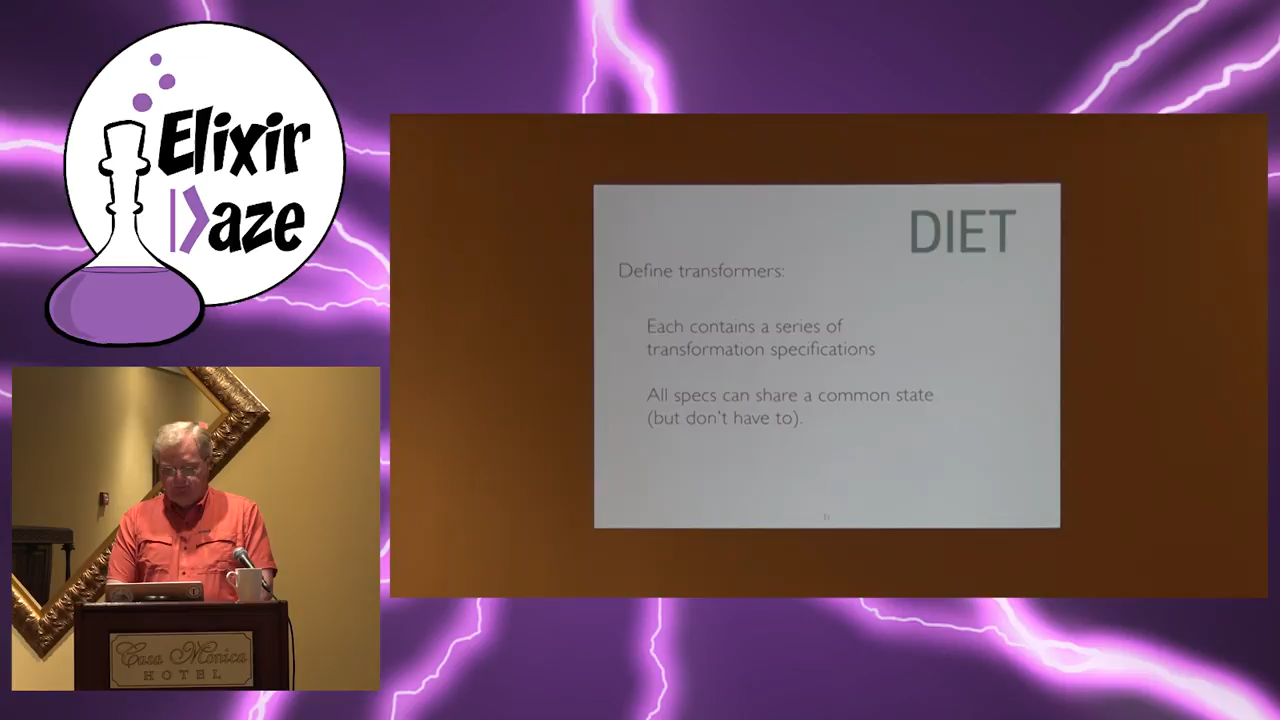 Elixir
Daze
DIET
Define transformers:
Each contains a series of
transformation specifications
All specs can share a common state
(but don't have to).
Casa Monica
HOTEL